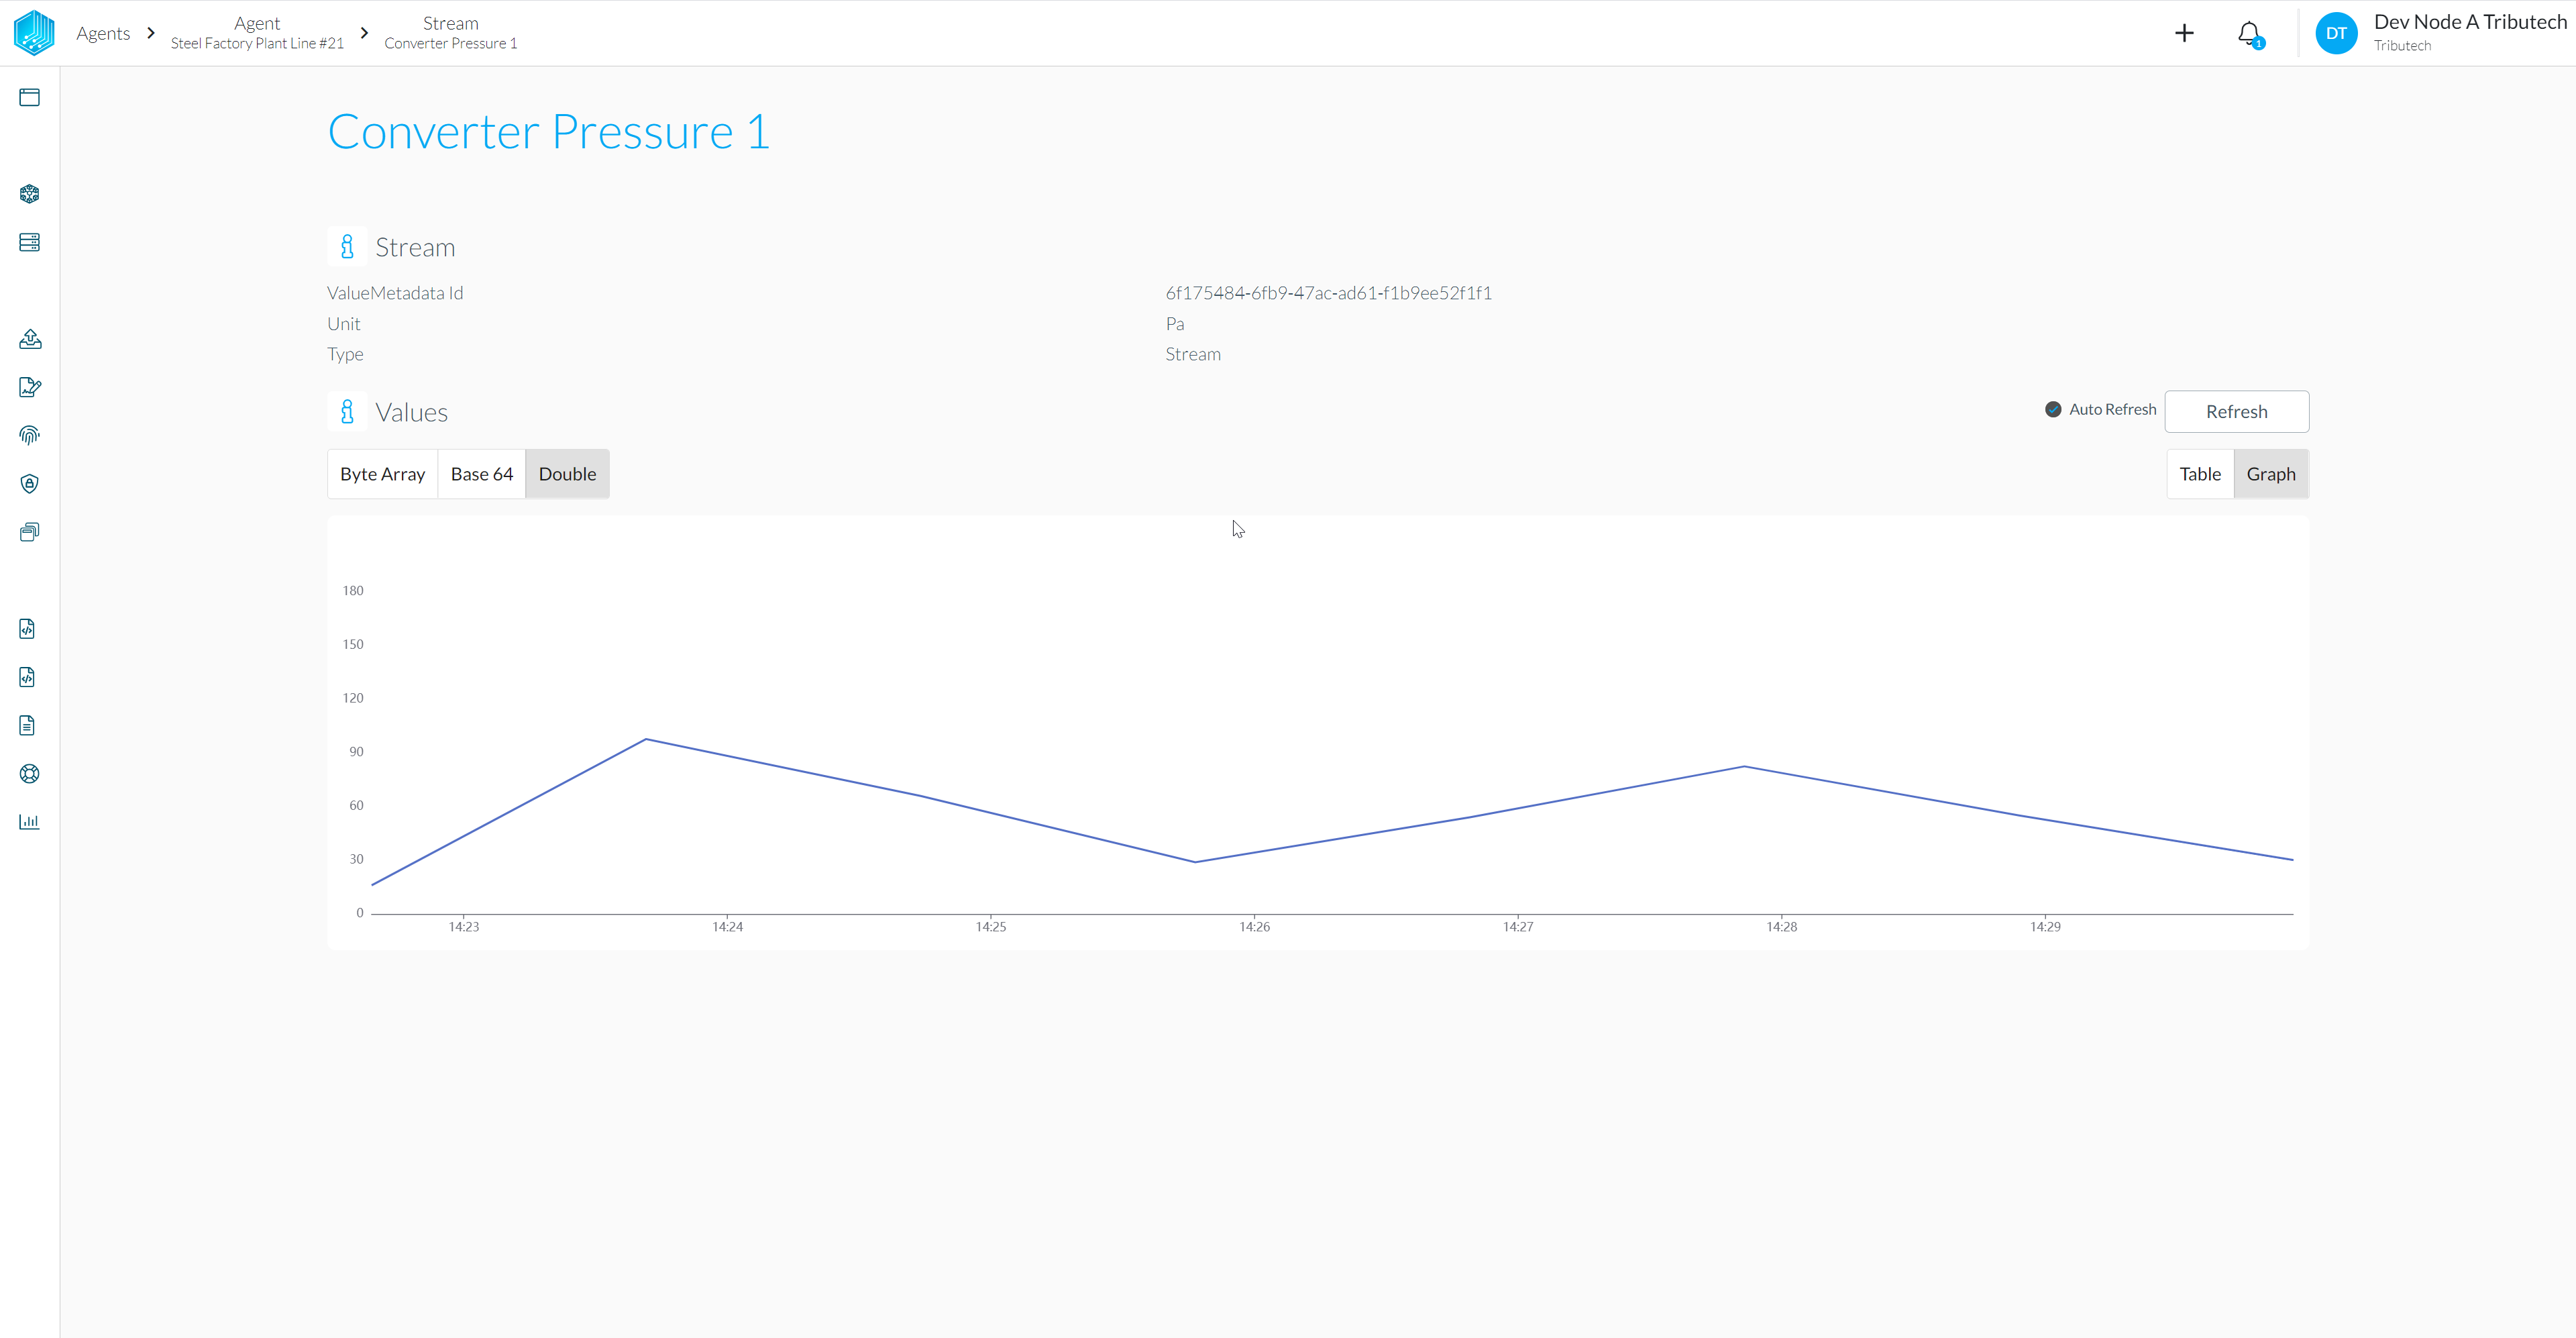 Agents
Agent
Steel Factory Plant Line #21
Stream
Converter Pressure 1
1
DT
Dev Node A Tributech
Tributech
Converter Pressure 1
Stream
ValueMetadata Id 6f175484-6fb9-47ac-ad61-f1b9ee52f1f1
Unit Pa
Type Stream
Values
Auto Refresh Refresh
Byte Array Base 64 Double Table Graph
180
150
120
90
60
30
0
14:23 14:24 14:25 14:26 14:27 14:28 14:29